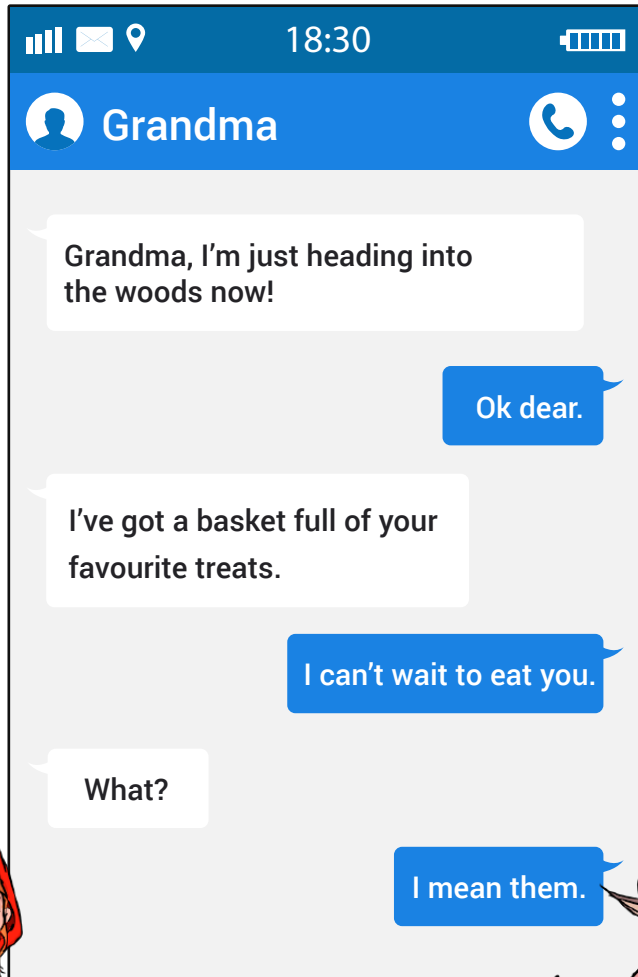 18:30
Grandma
Grandma, I’m just heading into
the woods now!
Ok dear.
I’ve got a basket full of your
favourite treats.
I can’t wait to eat you.
What?
I mean them.